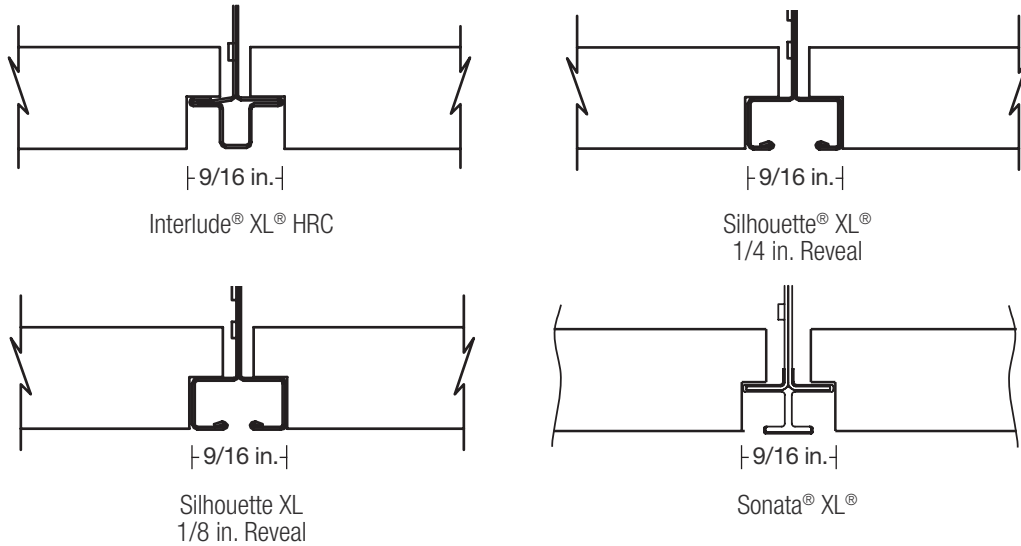 9/16 in.
Interlude® XL® HRC
9/16 in.
Silhouette® XL®
1/4 in. Reveal
9/16 in.
Silhouette XL
1/8 in. Reveal
9/16 in.
Sonata® XL®